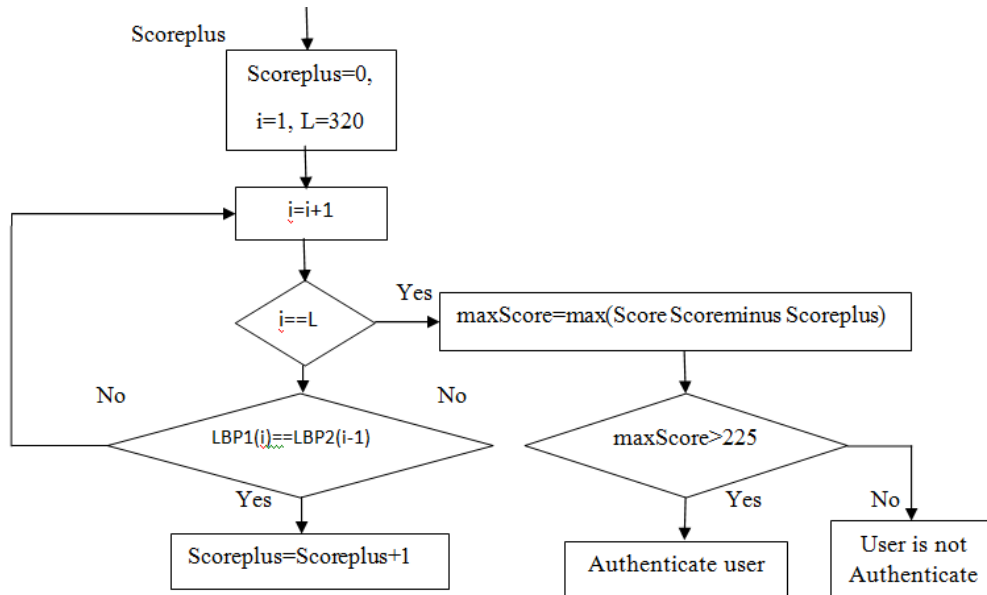 Scoreplus
Scoreplus=0,
i=1, L=320
i=i+1
i==L
Yes
maxScore=max(Score Scoreminus Scoreplus)
No
No
LBP1(i)==LBP2(i-1)
maxScore>225
Yes
Yes
No
Scoreplus=Scoreplus+1
Authenticate user
User is not
Authenticate